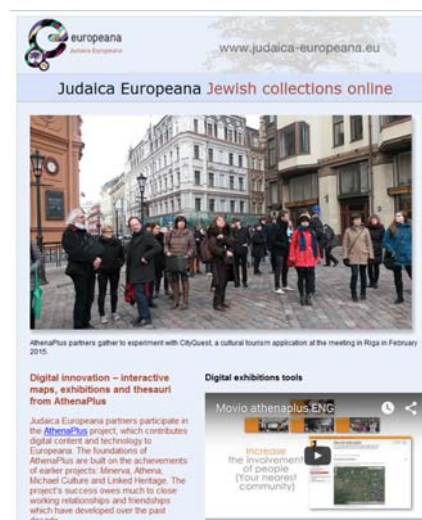 europeana
Judaica Europeana
www.judaica-europeana.eu
Judaica Europeana Jewish collections online
AthenaPlus partners gather to experiment with CityQuest, a cultural tourism application at the meeting in Riga in February
2015.
Digital innovation – interactive
maps, exhibitions and thesauri
from AthenaPlus
Judaica Europeana partners participate in
the AthenaPlus project, which contributes
digital content and technology to
Europeana. The foundations of
AthenaPlus are built on the achievements
of earlier projects: Minerva, Athena,
Michael Culture and Linked Heritage. The
project's success owes much to close
working relationships and friendships
which have developed over the past
decade
Digital exhibitions tools
Movio athenaplus ENG
Increase
the involvement
of people
(Your nearest
community)